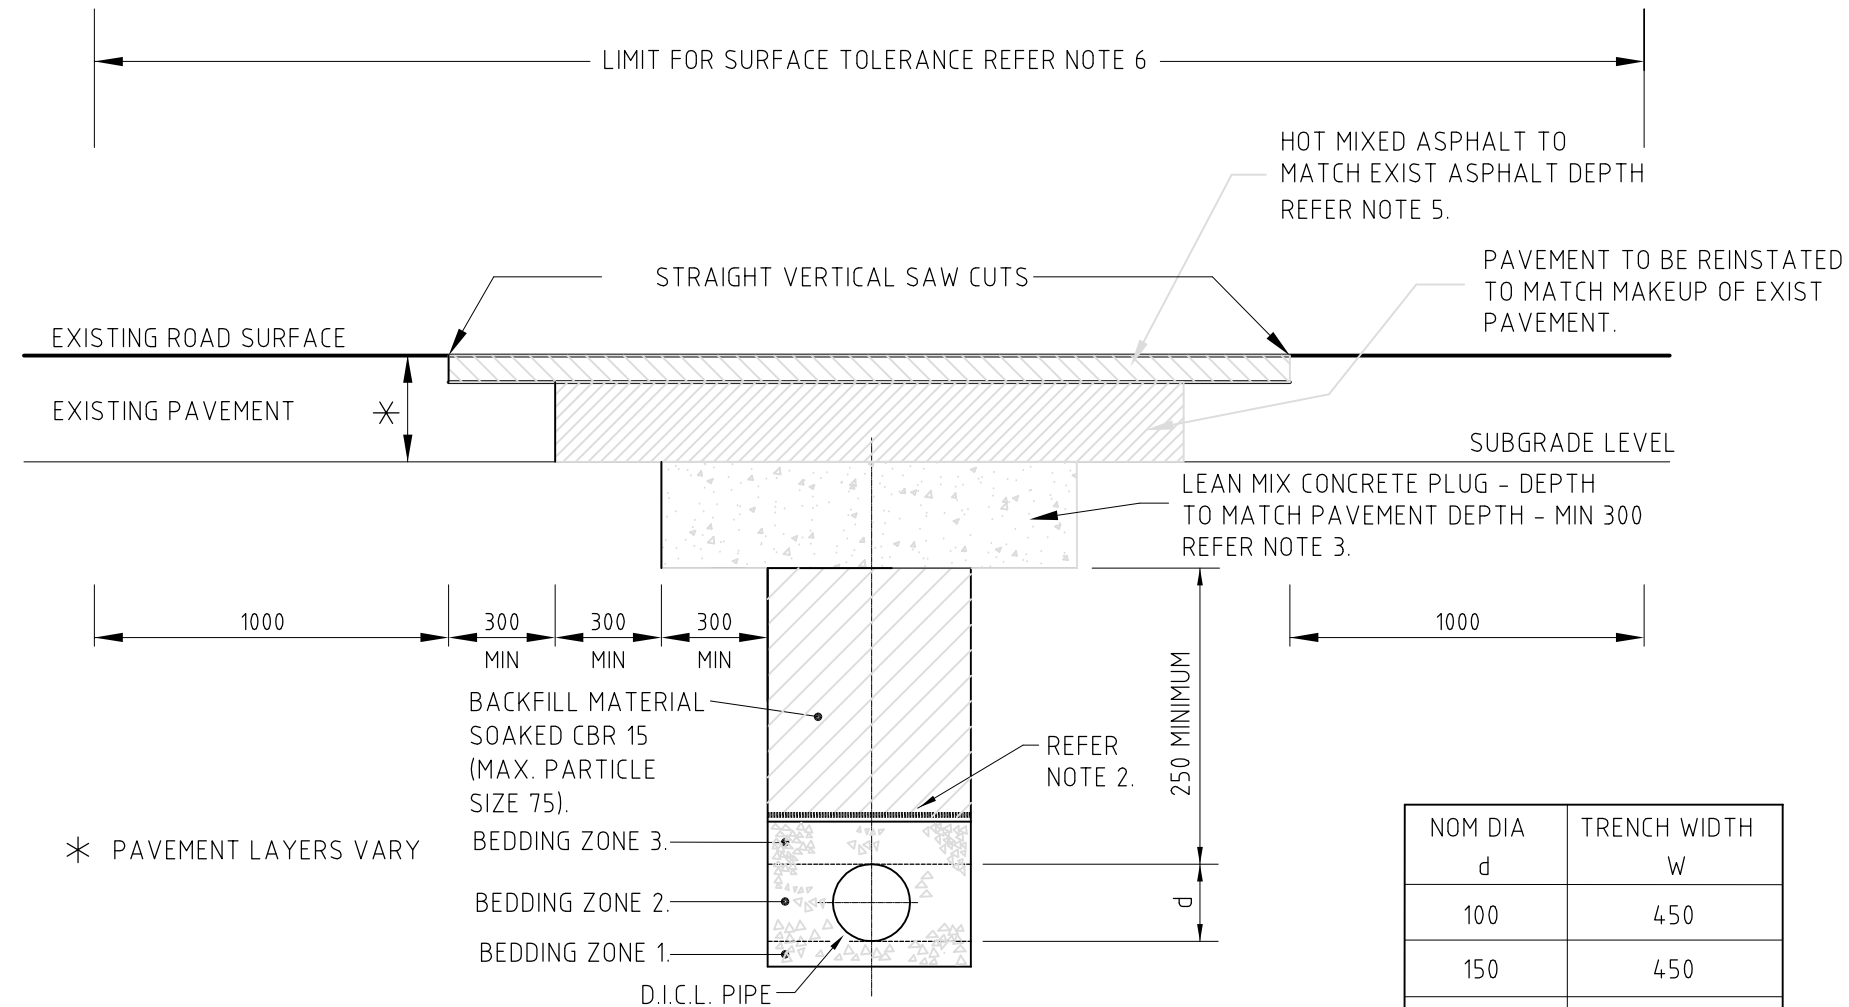 LIMIT FOR SURFACE TOLERANCE REFER NOTE 6
HOT MIXED ASPHALT TO
MATCH EXIST ASPHALT DEPTH
REFER NOTE 5.
STRAIGHT VERTICAL SAW CUTS
PAVEMENT TO BE REINSTATED
TO MATCH MAKEUP OF EXIST
PAVEMENT.
EXISTING ROAD SURFACE
EXISTING PAVEMENT
SUBGRADE LEVEL
LEAN MIX CONCRETE PLUG - DEPTH
TO MATCH PAVEMENT DEPTH - MIN 300
REFER NOTE 3.
1000
300
MIN
300
MIN
300
MIN
1000
250 MINIMUM
BACKFILL MATERIAL
SOAKED CBR 15
(MAX. PARTICLE
SIZE 75).
REFER
NOTE 2.
BEDDING ZONE 3.
BEDDING ZONE 2.
BEDDING ZONE 1.
D.I.C.L. PIPE
d
* PAVEMENT LAYERS VARY
NOM DIA
d
TRENCH WIDTH
W
100 450
150 450